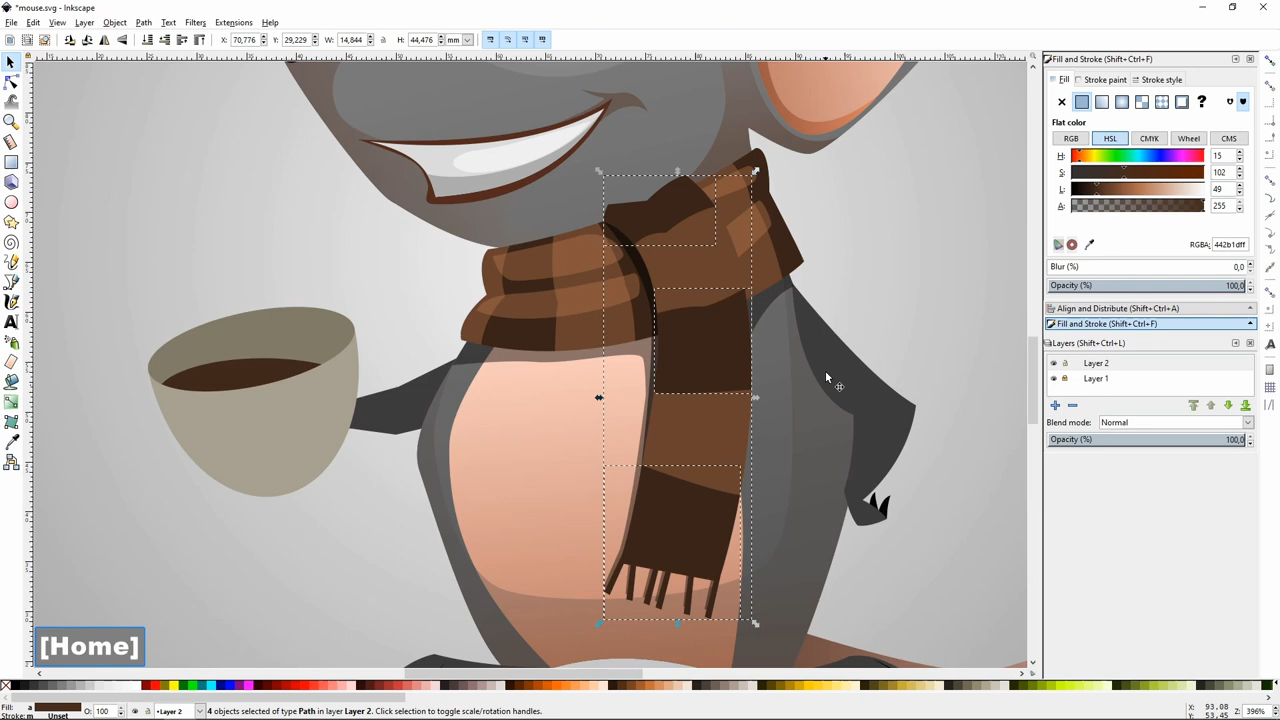 *mouse.svg - Inkscape
File Edit View Layer Object Path Text Filters Extensions Help
X: 70,776 Y: 29,229 W: 14,844 H: 44,476 mm
Fill and Stroke (Shift+Ctrl+F)
Fill Stroke paint Stroke style
?
Flat color
RGB HSL CMYK Wheel CMS
H: 15
S: 102
L: 49
A: 255
RGBA: 442b1dff
Blur (%) 0,0
Opacity (%) 100,0
Align and Distribute (Shift+Ctrl+A)
Fill and Stroke (Shift+Ctrl+F)
Layers (Shift+Ctrl+L)
Layer 2
Layer 1
Blend mode: Normal
Opacity (%) 100,0
[Home]
Fill: a O: 100 •Layer 2 4 objects selected of type Path in layer Layer 2. Click selection to toggle scale/rotation handles. X: 93,08 Z: 396%
Stroke: m Unset Y: 53,45